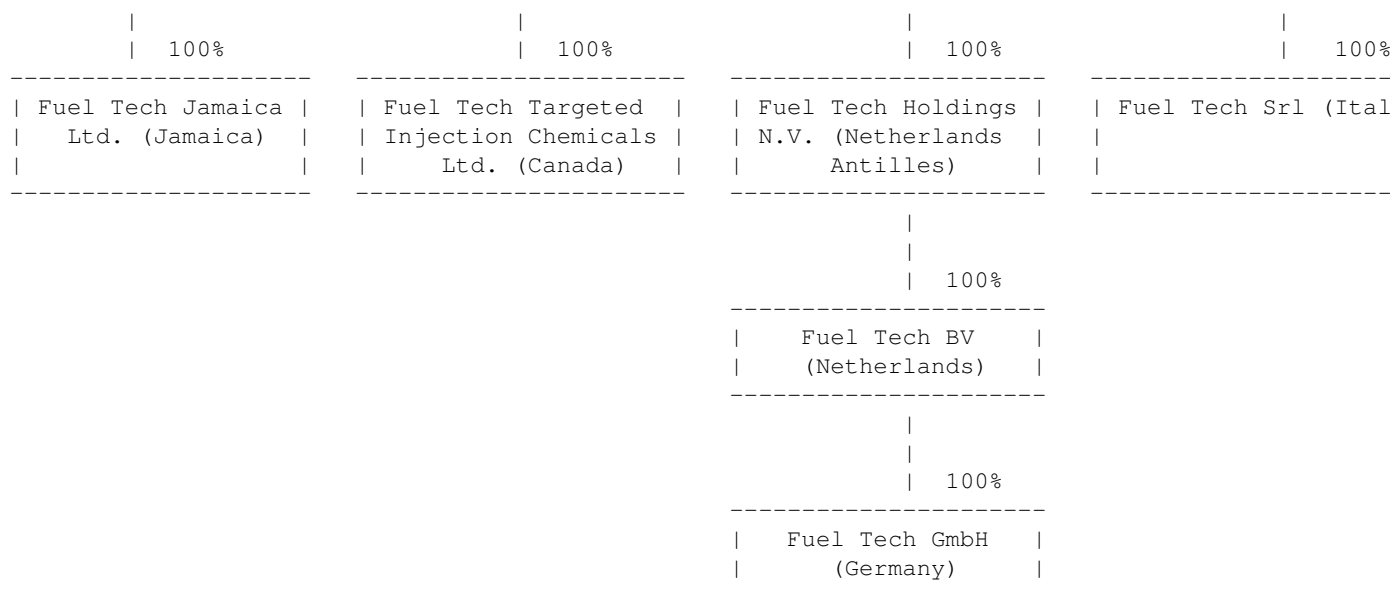 100% 100% 100% 100%
Fuel Tech Jamaica Fuel Tech Targeted Fuel Tech Holdings Fuel Tech Srl (Ital
Ltd. (Jamaica) Injection Chemicals N.V. (Netherlands
Ltd. (Canada) Antilles)
100%
Fuel Tech BV
(Netherlands)
100%
Fuel Tech GmbH
(Germany)